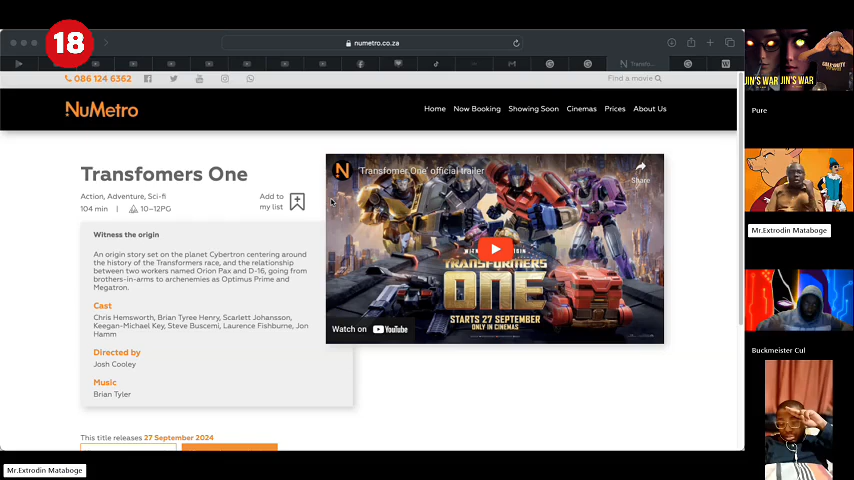 18
numetro.co.za
Transfo...
086 124 6362
Find a movie
NuMetro
Home Now Booking Showing Soon Cinemas Prices About Us
Transfomers One
Action, Adventure, Sci-fi
104 min | 10–12PG
Add to
my list
Witness the origin
An origin story set on the planet Cybertron centering around
the history of the Transformers race, and the relationship
between two workers named Orion Pax and D-16, going from
brothers-in-arms to archenemies as Optimus Prime and
Megatron.
Cast
Chris Hemsworth, Brian Tyree Henry, Scarlett Johansson,
Keegan-Michael Key, Steve Buscemi, Laurence Fishburne, Jon
Hamm
Directed by
Josh Cooley
Music
Brian Tyler
This title releases 27 September 2024
N
'Transfomer One' official trailer
Share
TRANSFORMERS
ONE
STARTS 27 SEPTEMBER
ONLY IN CINEMAS
Watch on YouTube
JIN'S WAR JIN'S WAR
Pure
Mr.Extrodin Mataboge
Buckmeister Cul
Mr.Extrodin Mataboge